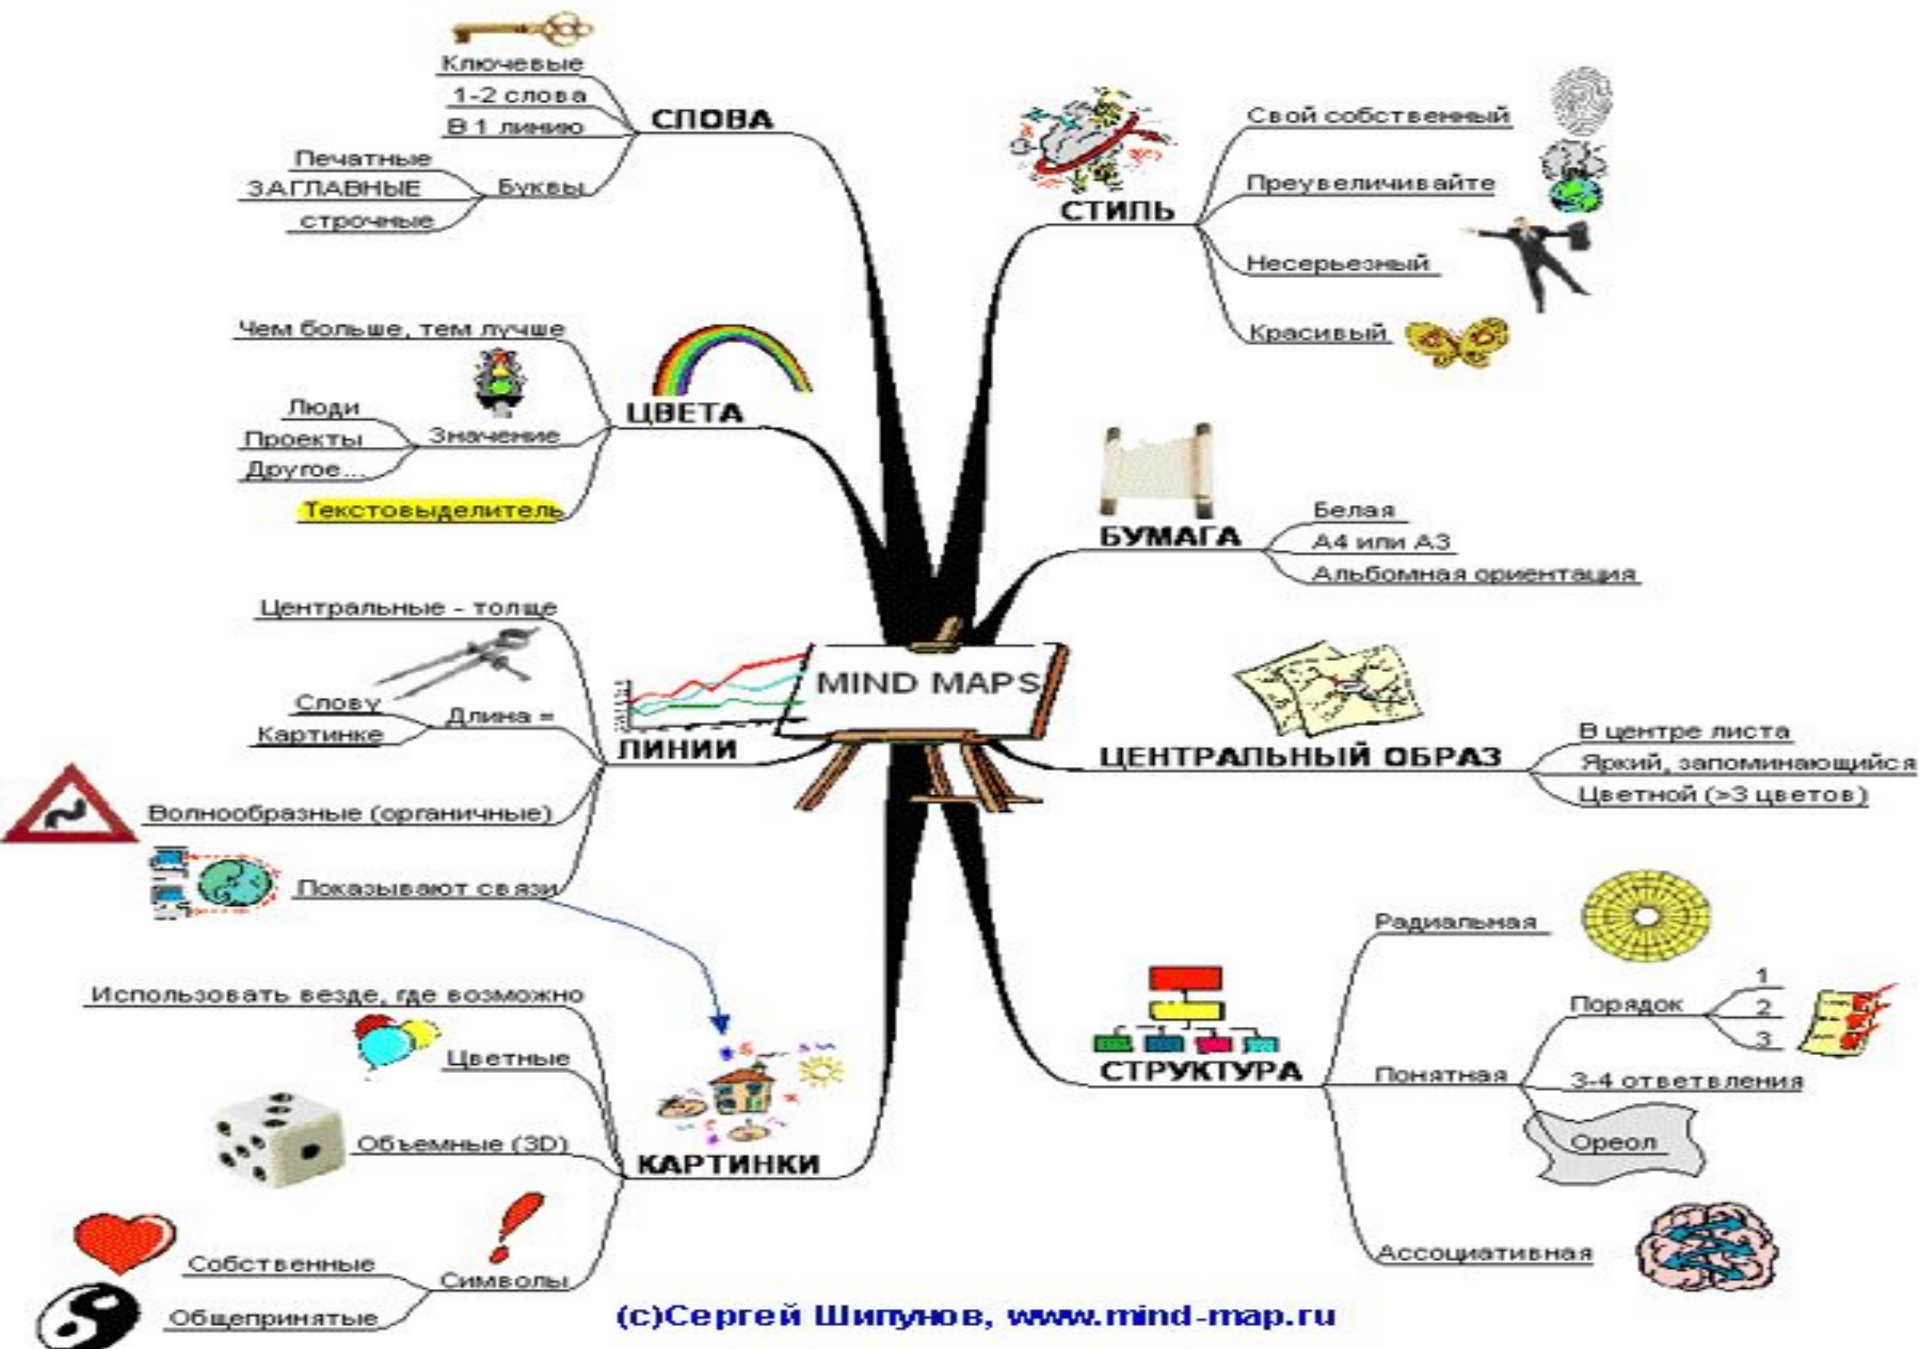 Ключевые
1-2 слова
В 1 линию
СЛОВА
Печатные
ЗАГЛАВНЫЕ
строчные
Буквы
Чем больше, тем лучше
ЦВЕТА
Люди
Проекты
Другое...
Значение
Текстовыделитель
Центральные - толще
Слову
Картинке
Длина =
ЛИНИИ
Волнообразные (органичные)
Показывают связи
Использовать везде, где возможно
Цветные
Объемные (3D)
КАРТИНКИ
Собственные
Общепринятые
Символы
MIND MAPS
СТИЛЬ
Свой собственный
Преувеличивайте
Несерьезный
Красивый
БУМАГА
Белая
А4 или А3
Альбомная ориентация
ЦЕНТРАЛЬНЫЙ ОБРАЗ
В центре листа
Яркий, запоминающийся
Цветной (>3 цветов)
СТРУКТУРА
Радиальная
Понятная
Порядок
1
2
3
3-4 ответвления
Ореол
Ассоциативная
(с)Сергей Шипунов, www.mind-map.ru